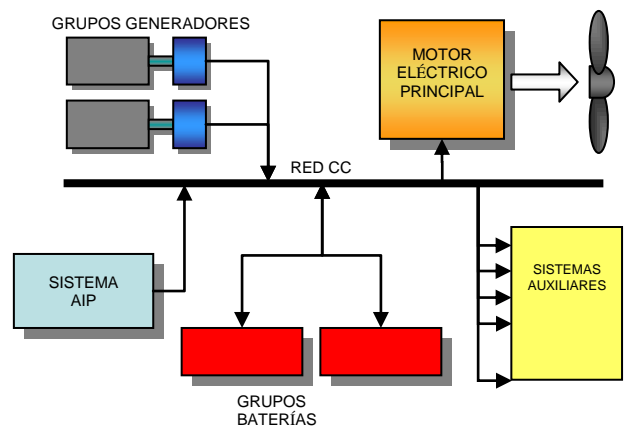 GRUPOS GENERADORES
MOTOR
ELÉCTRICO
PRINCIPAL
RED CC
SISTEMA
AIP
SISTEMAS
AUXILIARES
GRUPOS
BATERÍAS